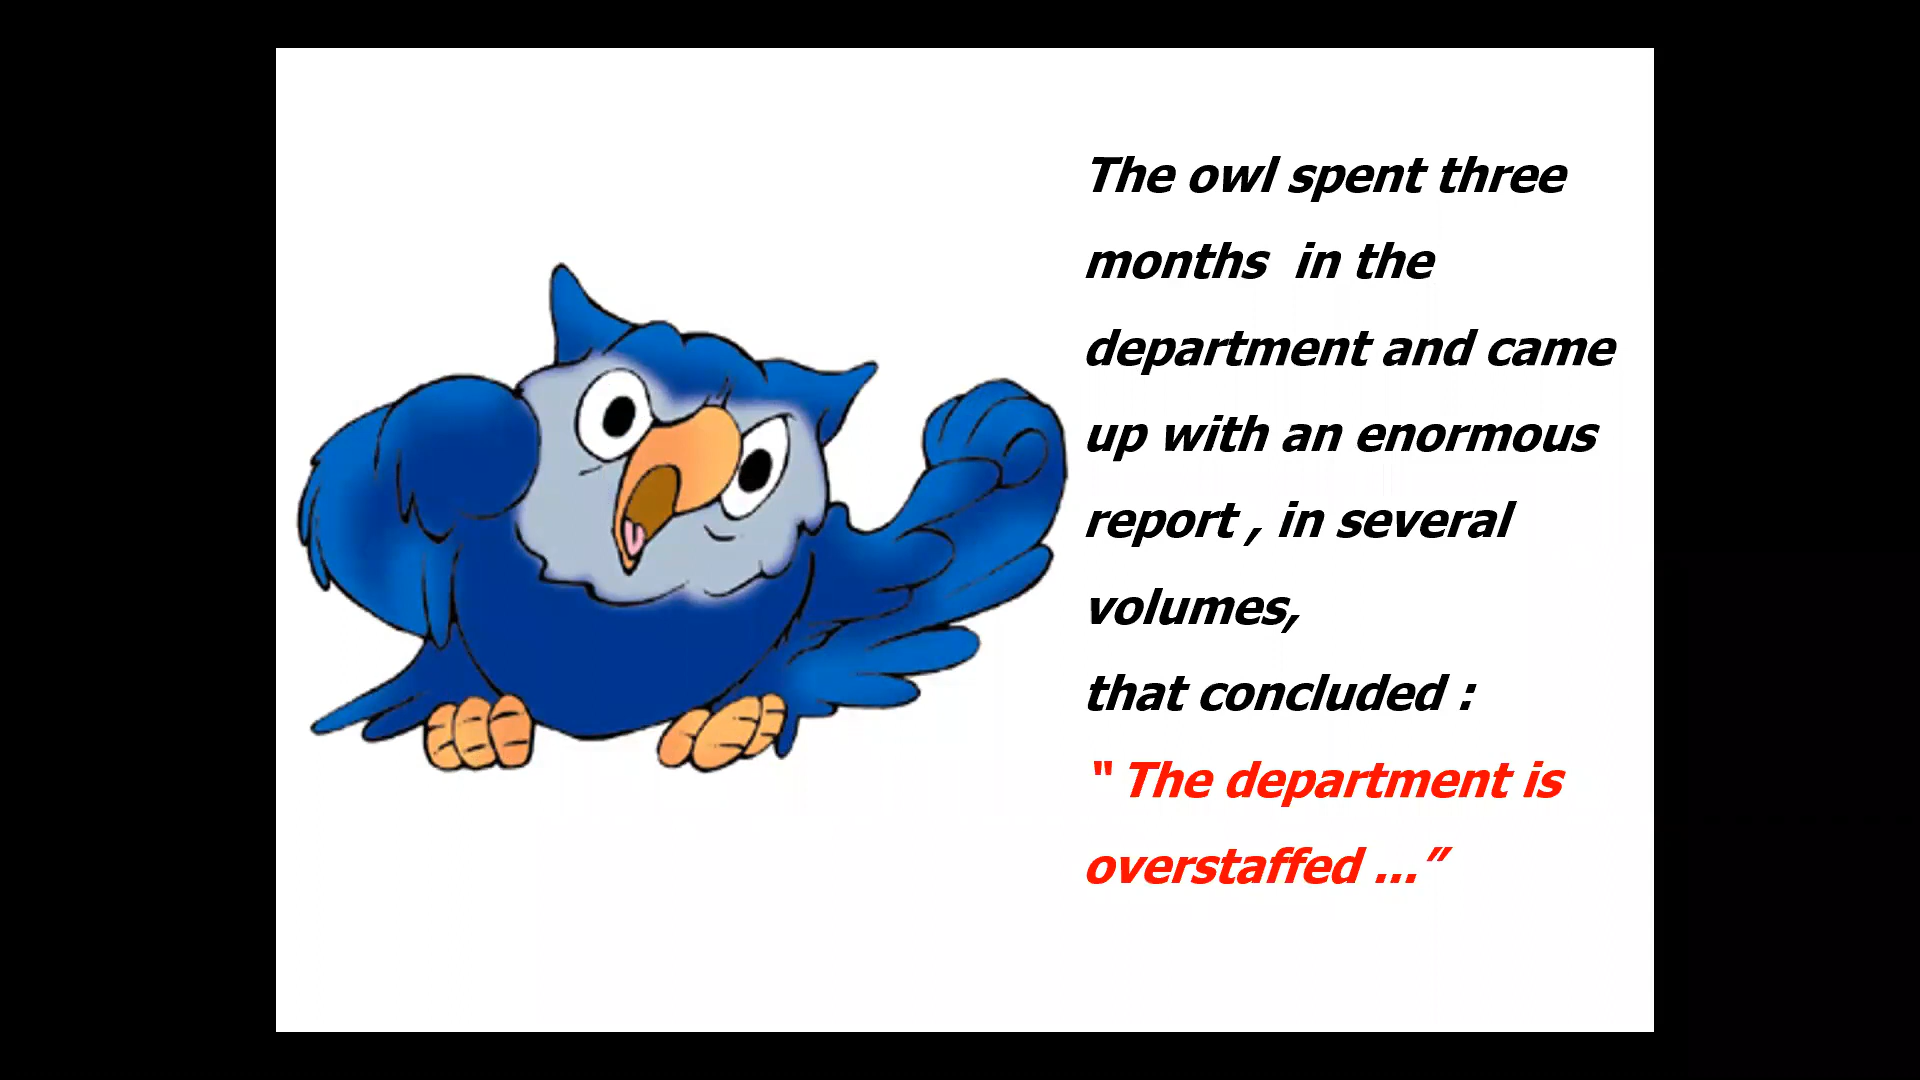 The owl spent three
months in the
department and came
up with an enormous
report , in several
volumes,
that concluded :
“ The department is
overstaffed ...”